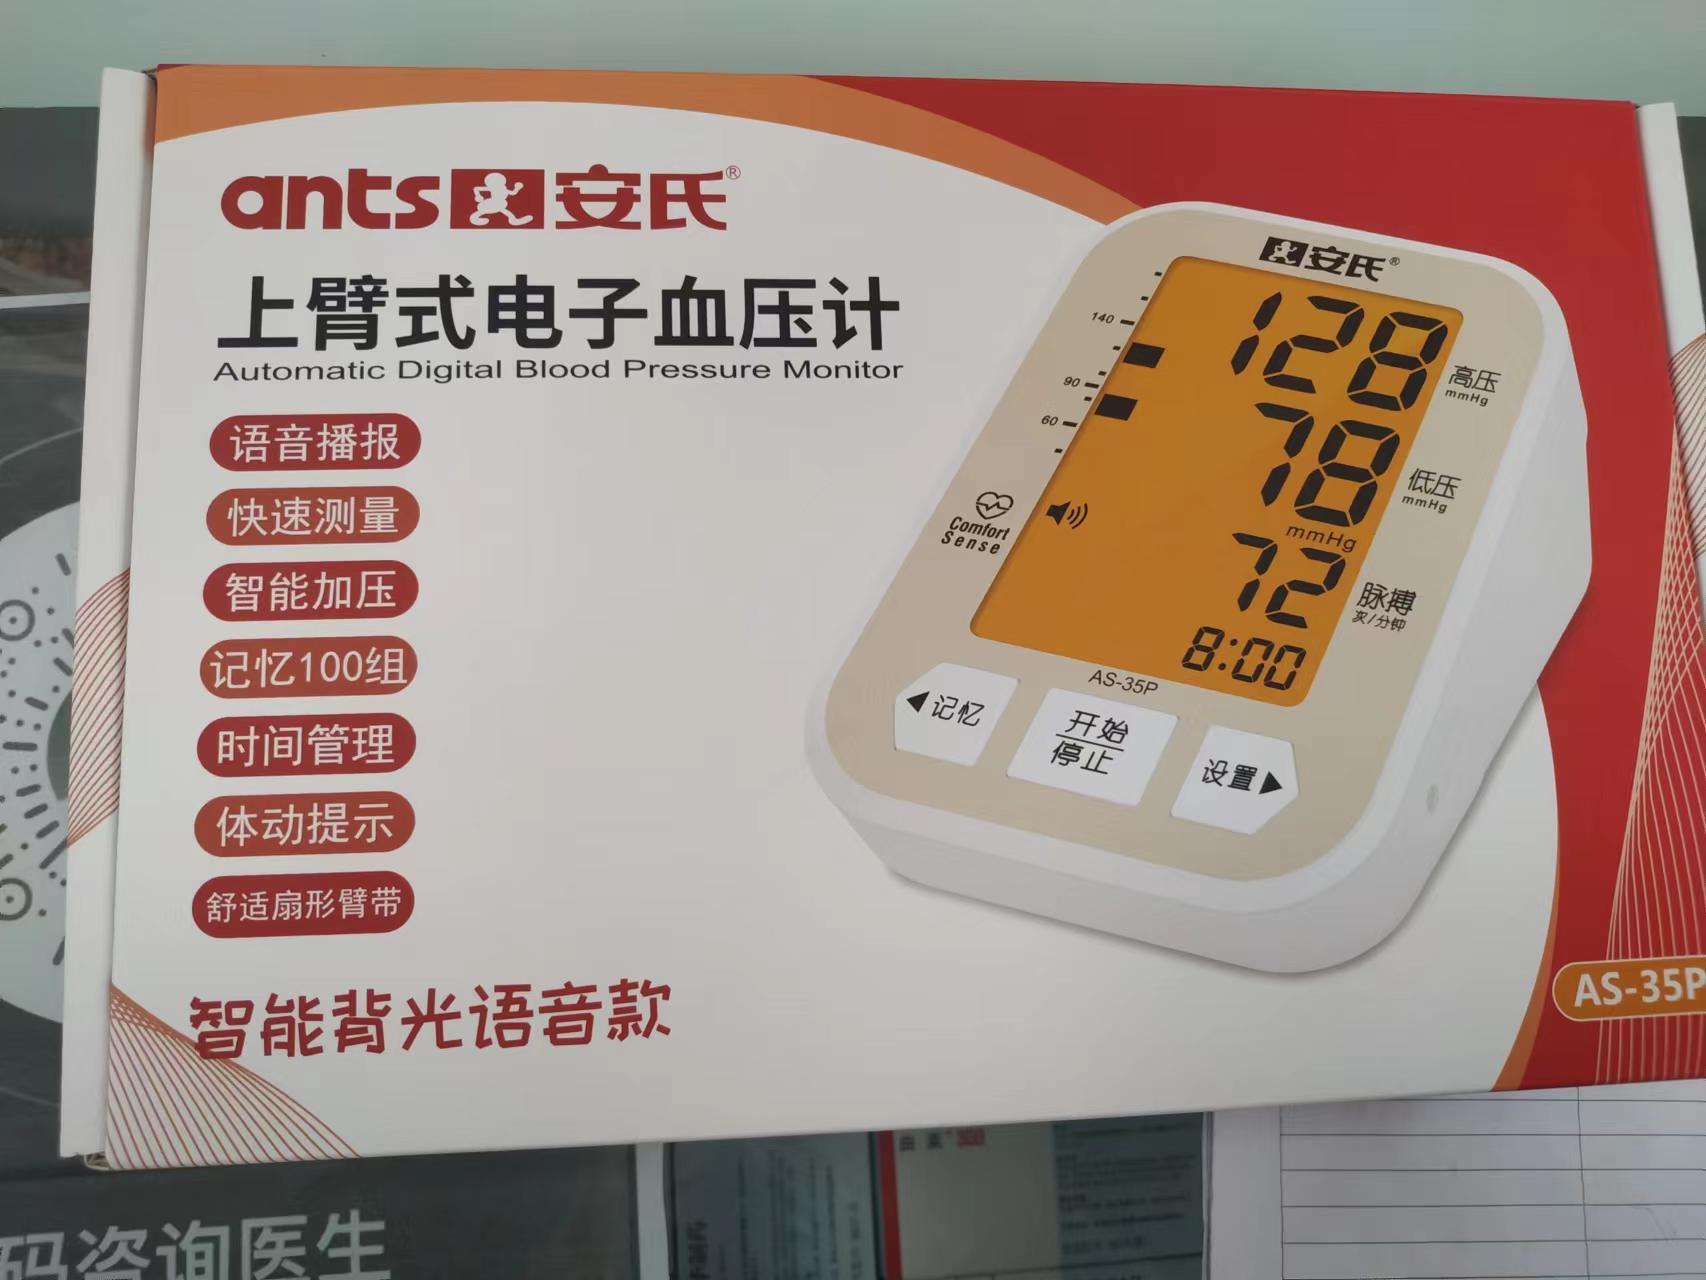 ants 安氏®
上臂式电子血压计
Automatic Digital Blood Pressure Monitor
语音播报
快速测量
智能加压
记忆100组
时间管理
体动提示
舒适扇形臂带
智能背光语音款
安氏®
128
高压
mmHg
140
90
60
78
低压
mmHg
mmHg
Comfort
Sense
72
脉搏
次/分钟
8:00
AS-35P
记忆
开始
停止
设置
AS-35P
码咨询医生